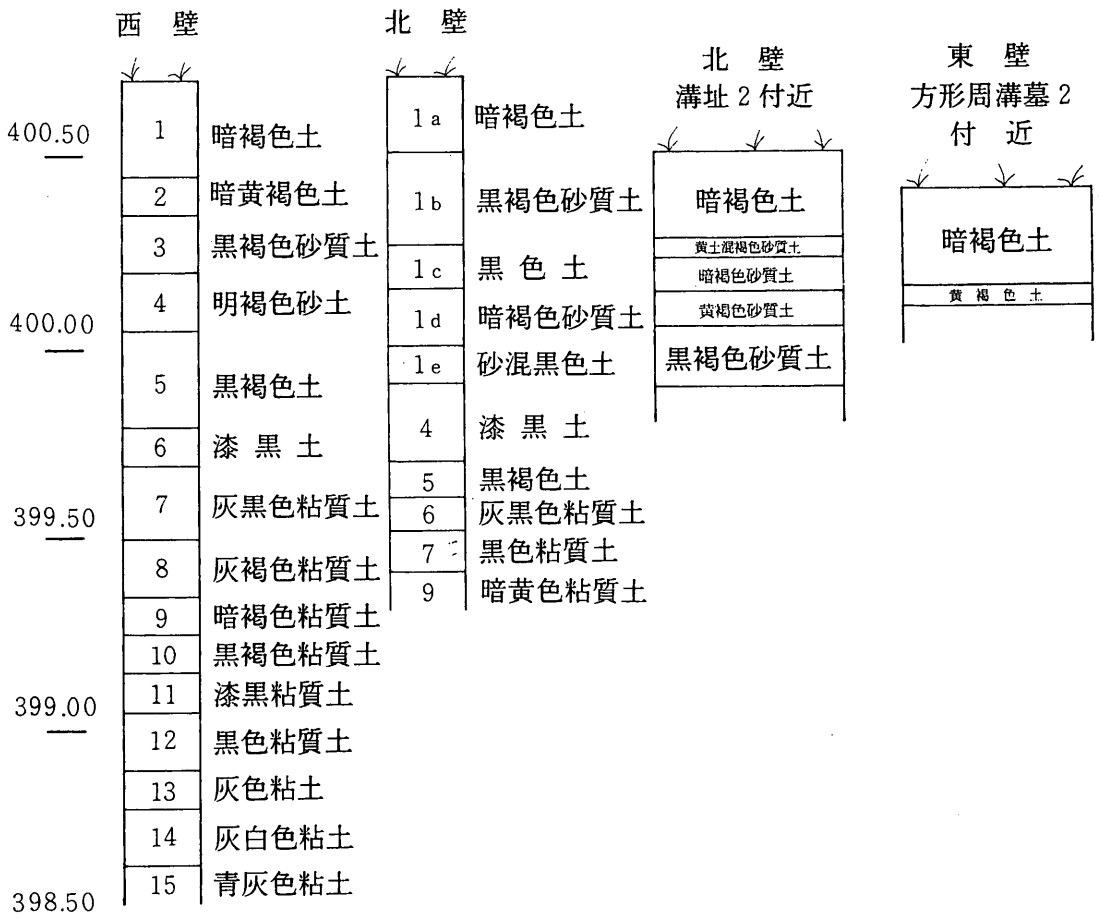 西 壁
400.50
1 暗褐色土
2 暗黄褐色土
3 黒褐色砂質土
4 明褐色砂土
400.00
5 黒褐色土
6 漆黒土
7 灰黒色粘質土
399.50
8 灰褐色粘質土
9 暗褐色粘質土
10 黒褐色粘質土
11 漆黒粘質土
399.00
12 黒色粘質土
13 灰色粘土
14 灰白色粘土
15 青灰色粘土
398.50
北 壁
1a 暗褐色土
1b 黒褐色砂質土
1c 黒色土
1d 暗褐色砂質土
1e 砂混黒色土
4 漆黒土
5 黒褐色土
6 灰黒色粘質土
7 黒色粘質土
9 暗黄色粘質土
北 壁
溝址2付近
暗褐色土
黄土混褐色砂質土
暗褐色砂質土
黄褐色砂質土
黒褐色砂質土
東 壁
方形周溝墓2
付 近
暗褐色土
黄褐色土